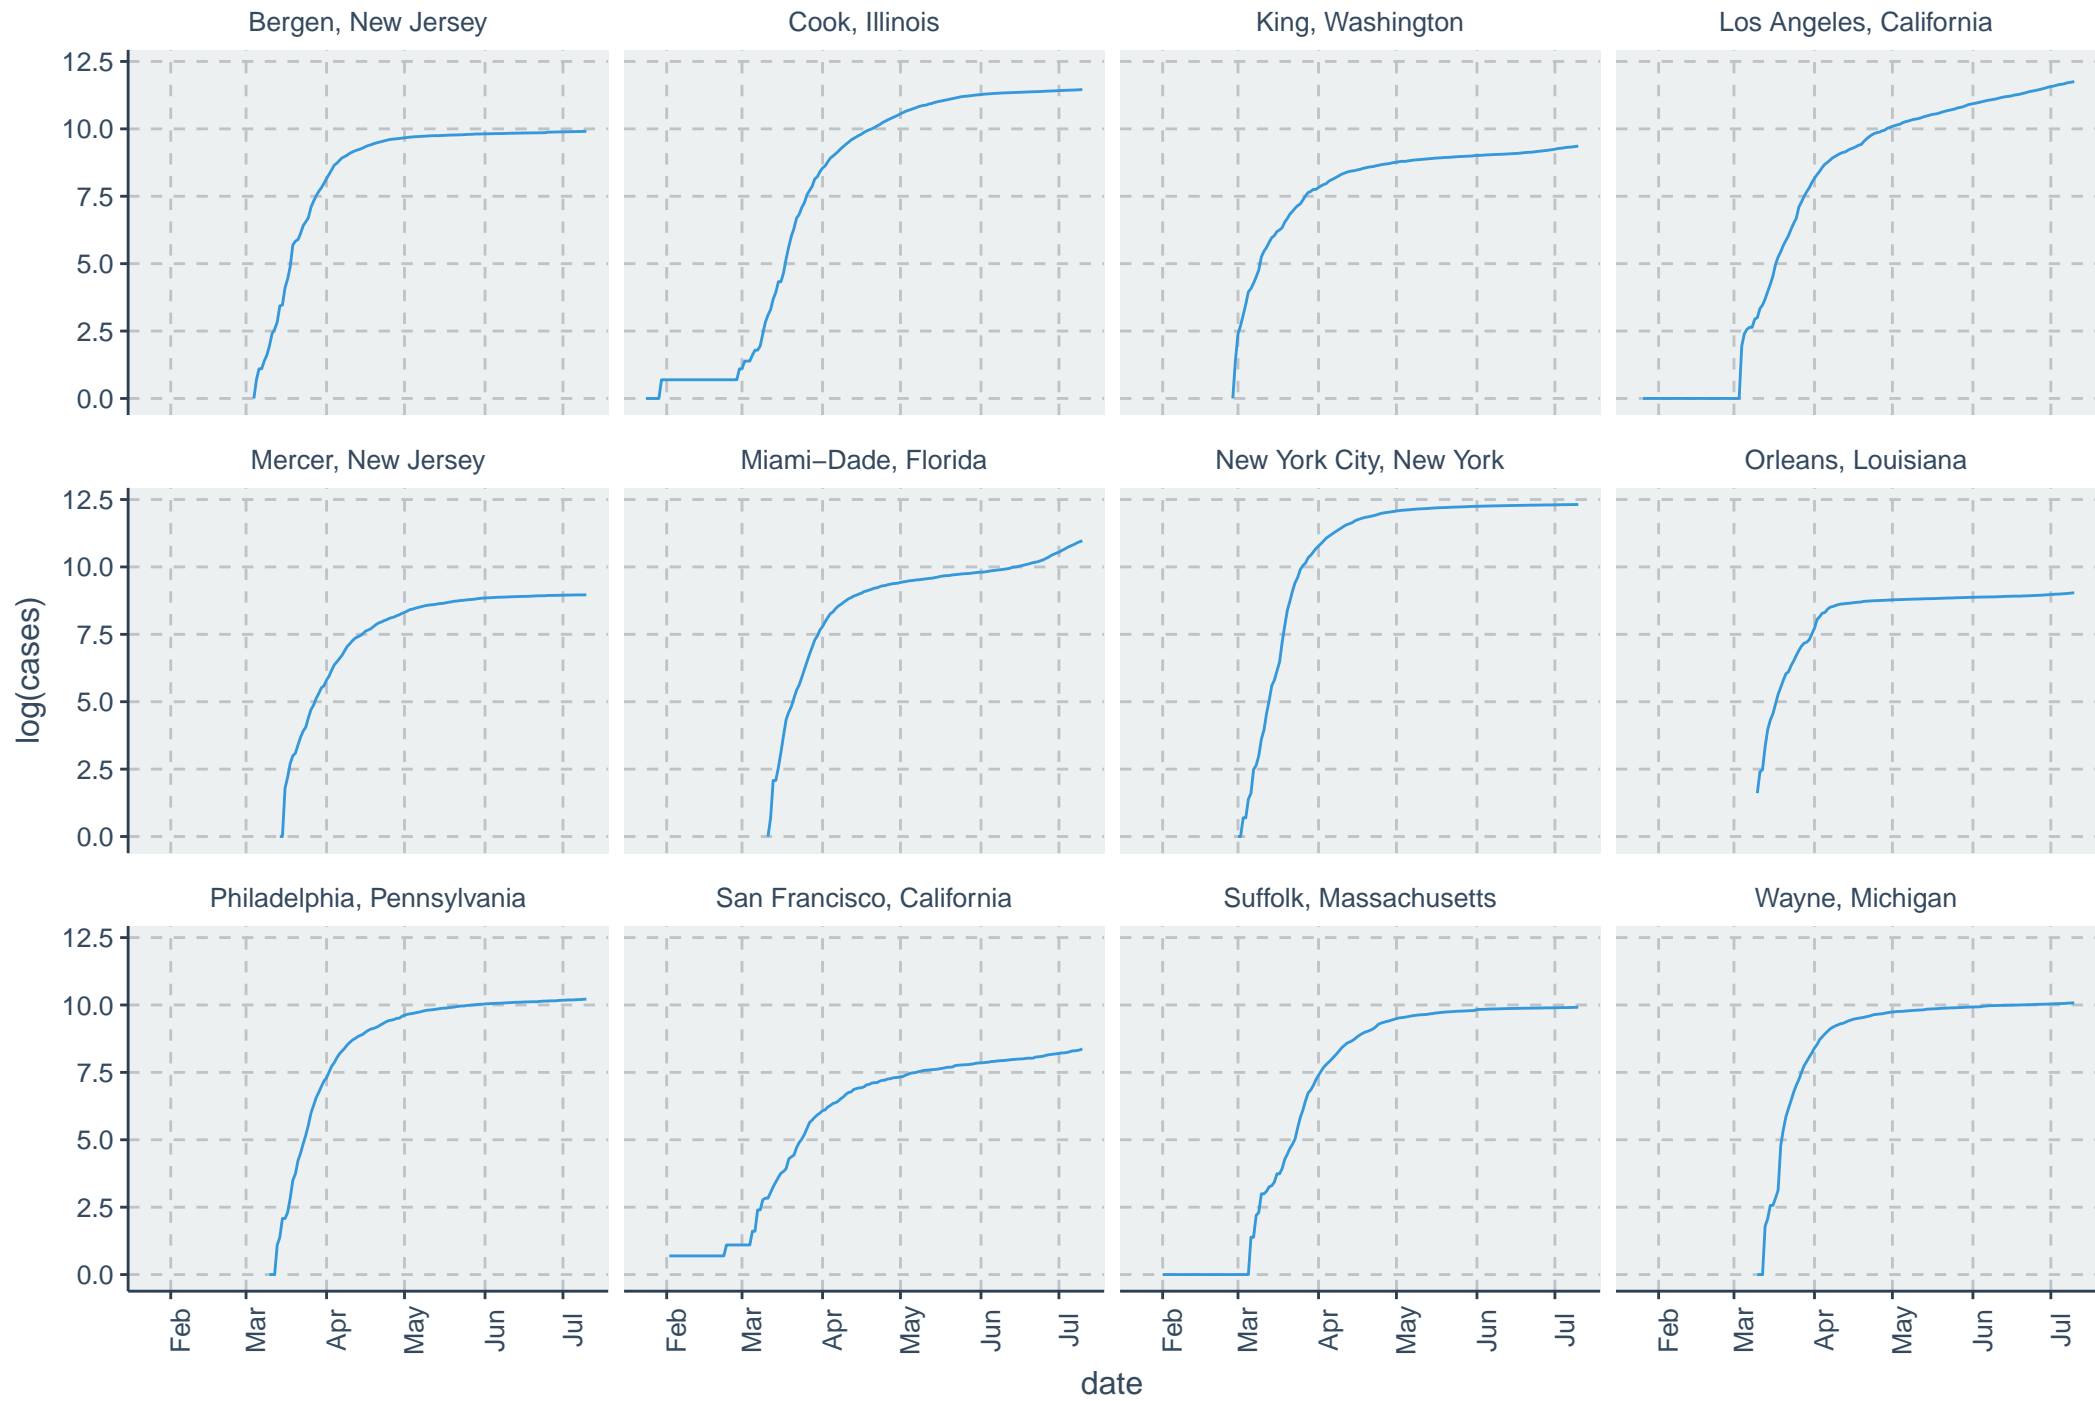 Bergen, New Jersey
Cook, Illinois
King, Washington
Los Angeles, California
12.5
10.0
7.5
5.0
2.5
0.0
Mercer, New Jersey
Miami−Dade, Florida
New York City, New York
Orleans, Louisiana
12.5
10.0
7.5
5.0
2.5
0.0
log(cases)
Philadelphia, Pennsylvania
San Francisco, California
Suffolk, Massachusetts
Wayne, Michigan
12.5
10.0
7.5
5.0
2.5
0.0
Feb Mar Apr May Jun Jul
Feb Mar Apr May Jun Jul
Feb Mar Apr May Jun Jul
Feb Mar Apr May Jun Jul
date